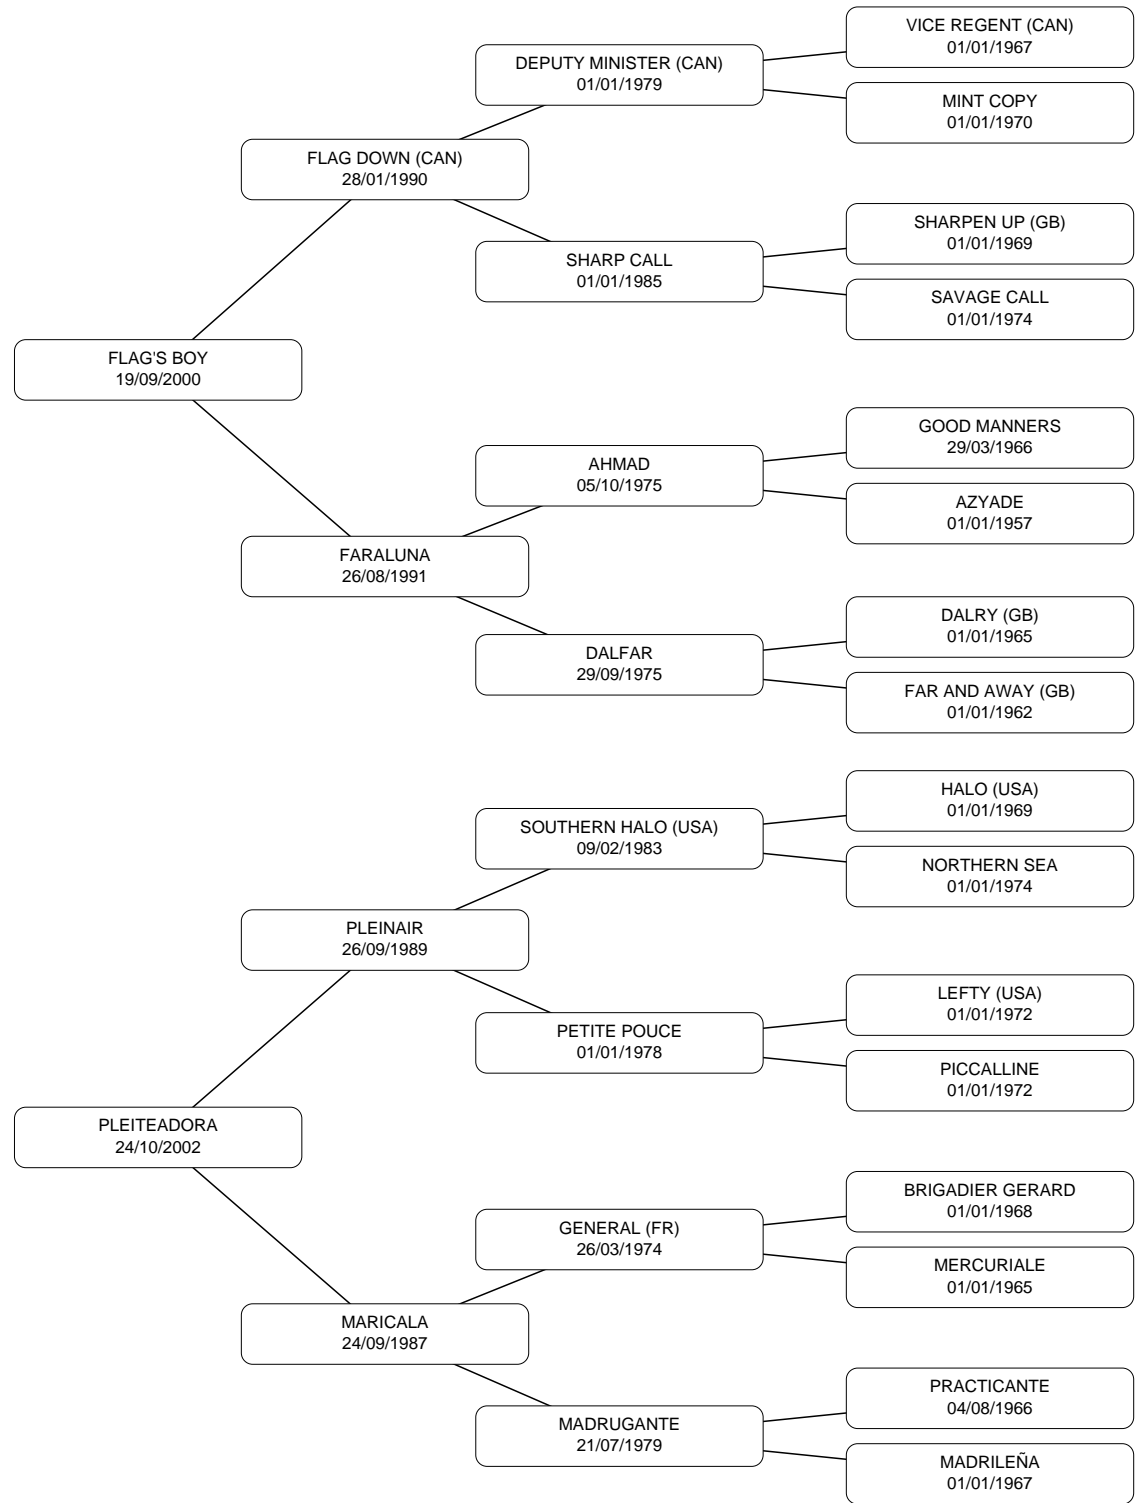 VICE REGENT (CAN)
01/01/1967
DEPUTY MINISTER (CAN)
01/01/1979
MINT COPY
01/01/1970
FLAG DOWN (CAN)
28/01/1990
SHARPEN UP (GB)
01/01/1969
SHARP CALL
01/01/1985
SAVAGE CALL
01/01/1974
FLAG'S BOY
19/09/2000
GOOD MANNERS
29/03/1966
AHMAD
05/10/1975
AZYADE
01/01/1957
FARALUNA
26/08/1991
DALRY (GB)
01/01/1965
DALFAR
29/09/1975
FAR AND AWAY (GB)
01/01/1962
HALO (USA)
01/01/1969
SOUTHERN HALO (USA)
09/02/1983
NORTHERN SEA
01/01/1974
PLEINAIR
26/09/1989
LEFTY (USA)
01/01/1972
PETITE POUCE
01/01/1978
PICCALLINE
01/01/1972
PLEITEADORA
24/10/2002
BRIGADIER GERARD
01/01/1968
GENERAL (FR)
26/03/1974
MERCURIALE
01/01/1965
MARICALA
24/09/1987
PRACTICANTE
04/08/1966
MADRUGANTE
21/07/1979
MADRILEÑA
01/01/1967